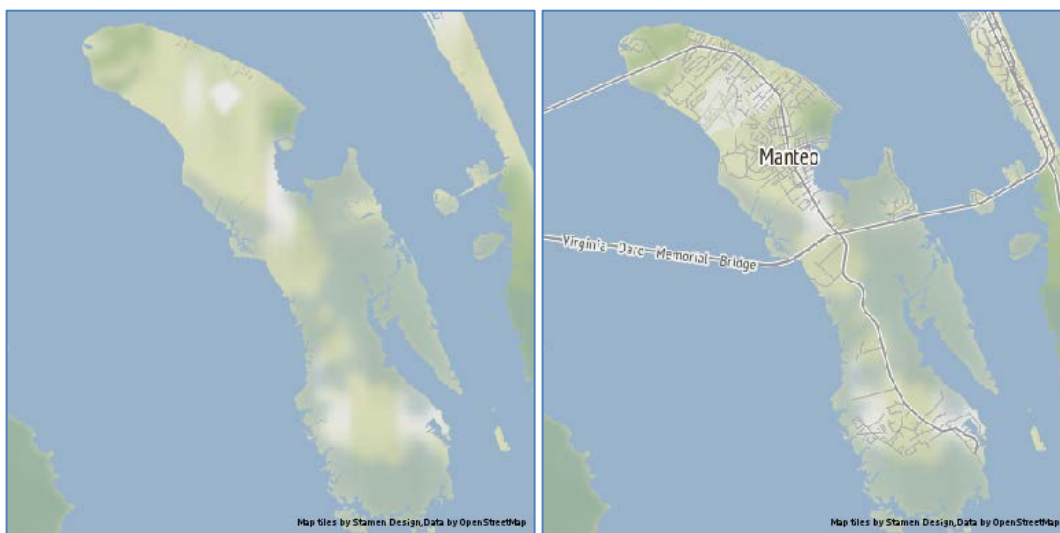 Manteo
Virginia Dare Memorial Bridge
Map tiles by Stamen Design,Data by OpenStreetMap
Map tiles by Stamen Design,Data by OpenStreetMap